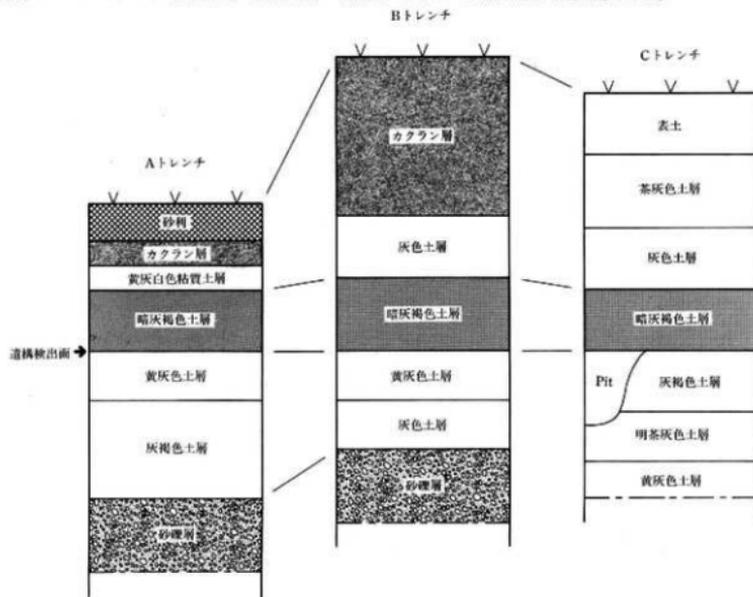 Aトレンチ
砂利
カクラン層
黄灰白色粘質土層
暗灰褐色土層
遺構検出面➔
黄灰色土層
灰褐色土層
砂礫層
Bトレンチ
カクラン層
灰色土層
暗灰褐色土層
黄灰色土層
灰色土層
砂礫層
Cトレンチ
表土
茶灰色土層
灰色土層
暗灰褐色土層
Pit
灰褐色土層
明茶灰色土層
黄灰色土層